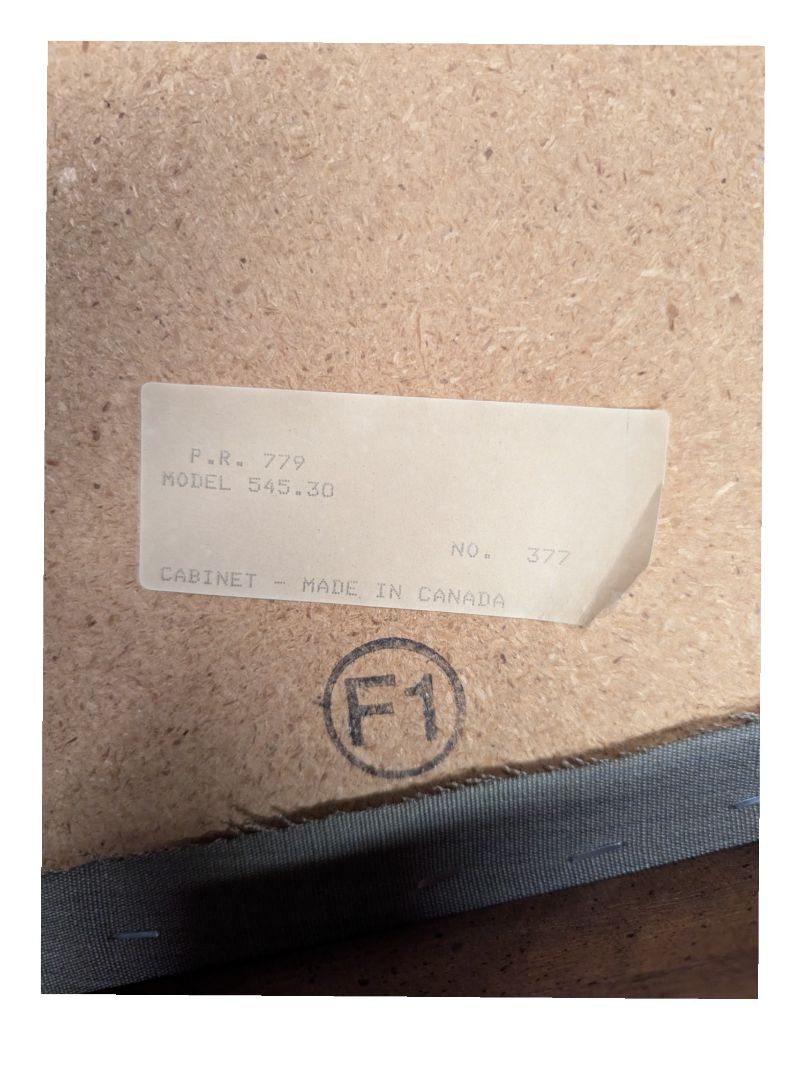 P.R. 779
MODEL 545.30
NO. 377
CABINET - MADE IN CANADA
F1